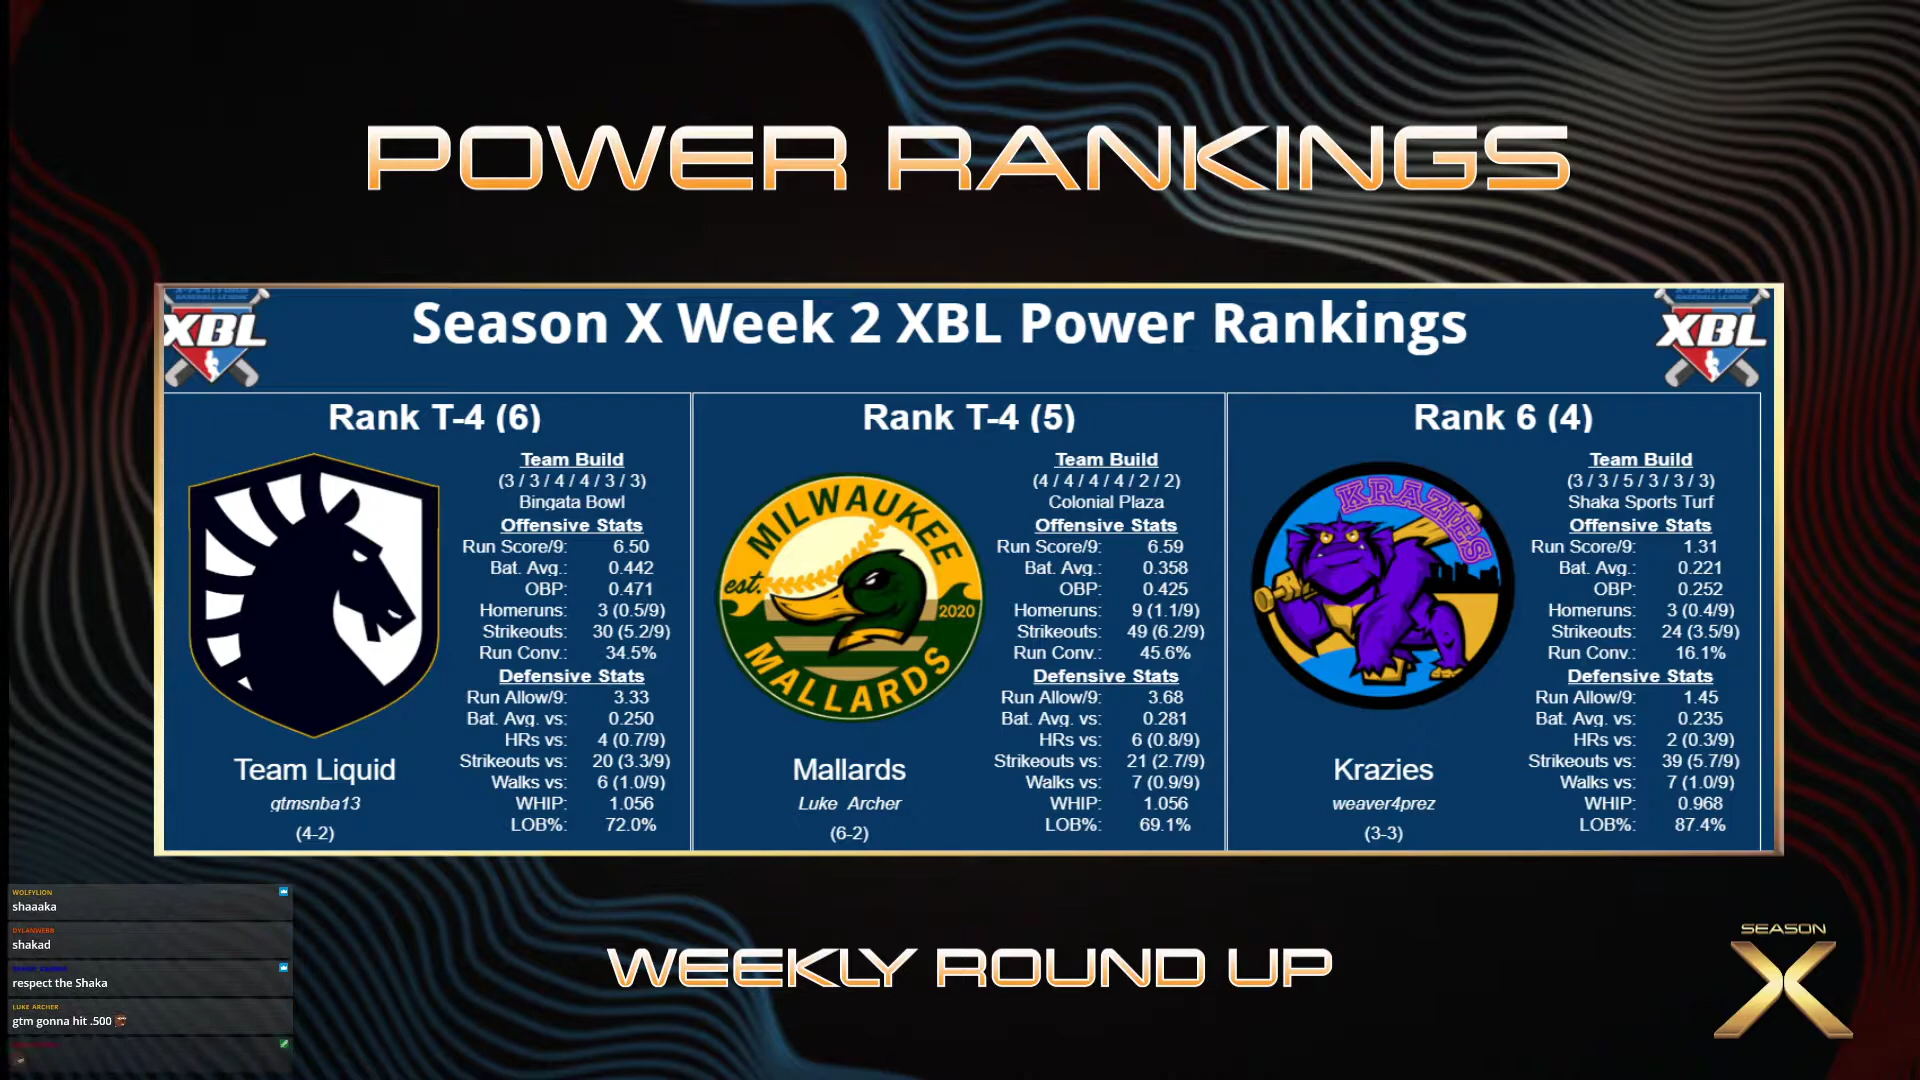 POWER RANKINGS
XBL
Season X Week 2 XBL Power Rankings
XBL
Rank T-4 (6)
Team Build
(3 / 3 / 4 / 4 / 3 / 3)
Bingata Bowl
Offensive Stats
Run Score/9: 6.50
Bat. Avg.: 0.442
OBP: 0.471
Homeruns: 3 (0.5/9)
Strikeouts: 30 (5.2/9)
Run Conv.: 34.5%
Defensive Stats
Run Allow/9: 3.33
Bat. Avg. vs: 0.250
HRs vs: 4 (0.7/9)
Strikeouts vs: 20 (3.3/9)
Walks vs: 6 (1.0/9)
WHIP: 1.056
LOB%: 72.0%
Team Liquid
gtmsnba13
(4-2)
Rank T-4 (5)
MILWAUKEE
est. 2020
MALLARDS
Team Build
(4 / 4 / 4 / 4 / 2 / 2)
Colonial Plaza
Offensive Stats
Run Score/9: 6.59
Bat. Avg.: 0.358
OBP: 0.425
Homeruns: 9 (1.1/9)
Strikeouts: 49 (6.2/9)
Run Conv.: 45.6%
Defensive Stats
Run Allow/9: 3.68
Bat. Avg. vs: 0.281
HRs vs: 6 (0.8/9)
Strikeouts vs: 21 (2.7/9)
Walks vs: 7 (0.9/9)
WHIP: 1.056
LOB%: 69.1%
Mallards
Luke Archer
(6-2)
Rank 6 (4)
KRAZIES
Team Build
(3 / 3 / 5 / 3 / 3 / 3)
Shaka Sports Turf
Offensive Stats
Run Score/9: 1.31
Bat. Avg.: 0.221
OBP: 0.252
Homeruns: 3 (0.4/9)
Strikeouts: 24 (3.5/9)
Run Conv.: 16.1%
Defensive Stats
Run Allow/9: 1.45
Bat. Avg. vs: 0.235
HRs vs: 2 (0.3/9)
Strikeouts vs: 39 (5.7/9)
Walks vs: 7 (1.0/9)
WHIP: 0.968
LOB%: 87.4%
Krazies
weaver4prez
(3-3)
WOLFYLION
shaaaka
DYLANWEBB
shakad
respect the Shaka
LUKE ARCHER
gtm gonna hit .500
WEEKLY ROUND UP
SEASON
X